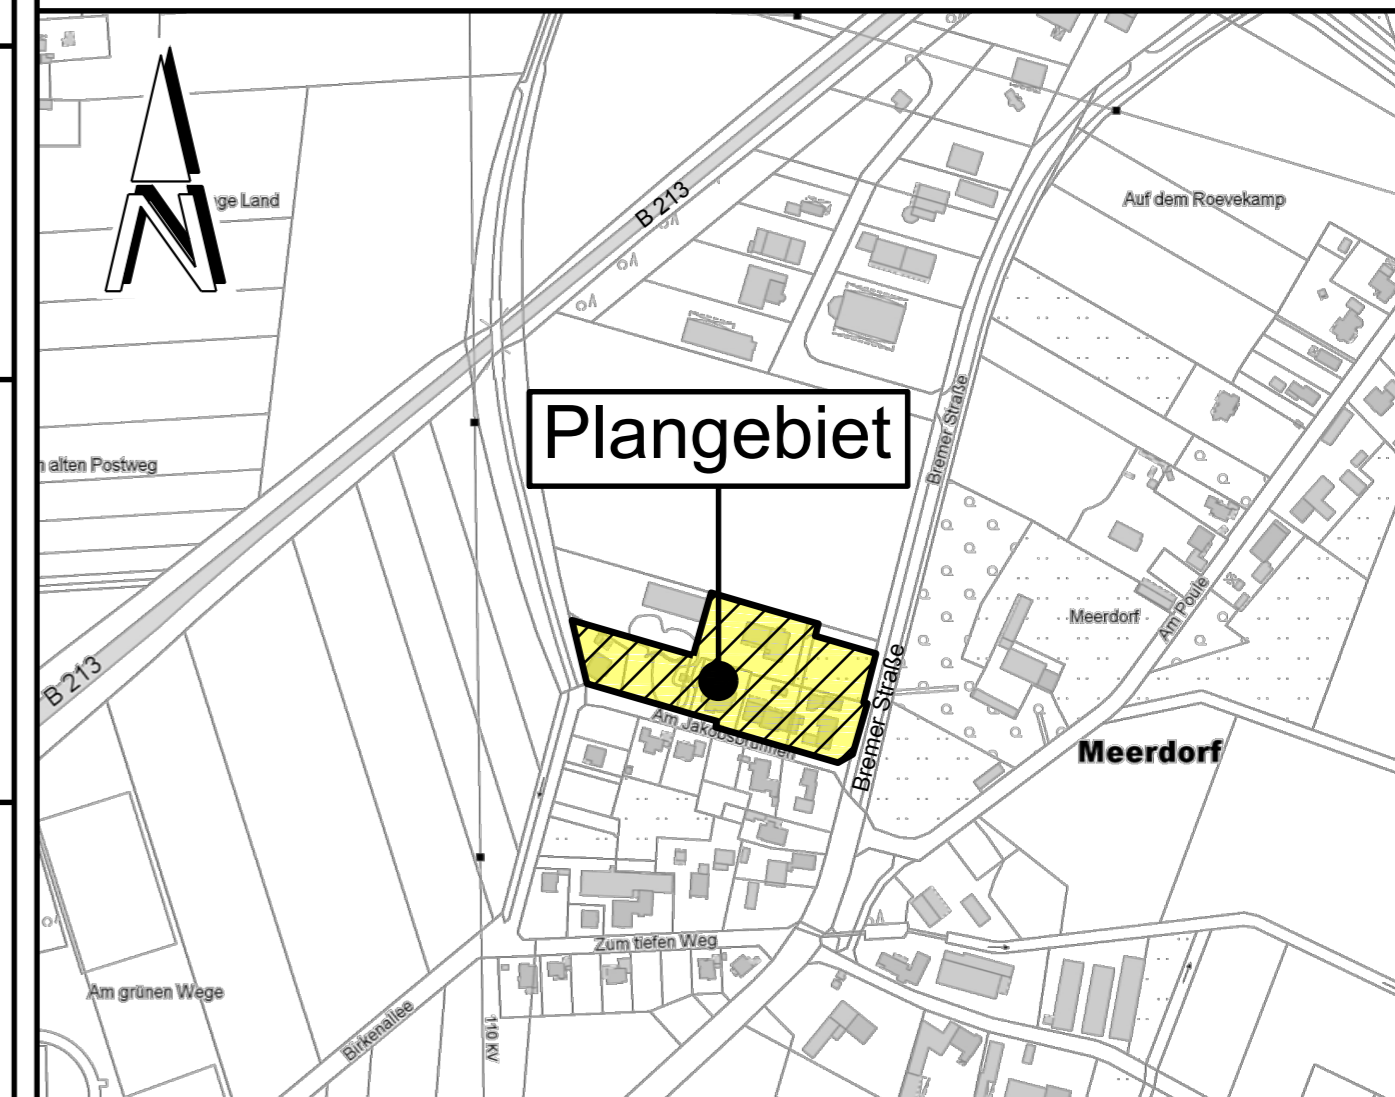 N
B 213
Auf dem Roevekamp
Land
Bremer Straße
Plangebiet
alten Postweg
Am Poule
Meerdorf
B 213
Bremer Straße
Am Jakobsbrunnen
Meerdorf
Zum tiefen Weg
Am grünen Wege
Birkenallee
110 KV